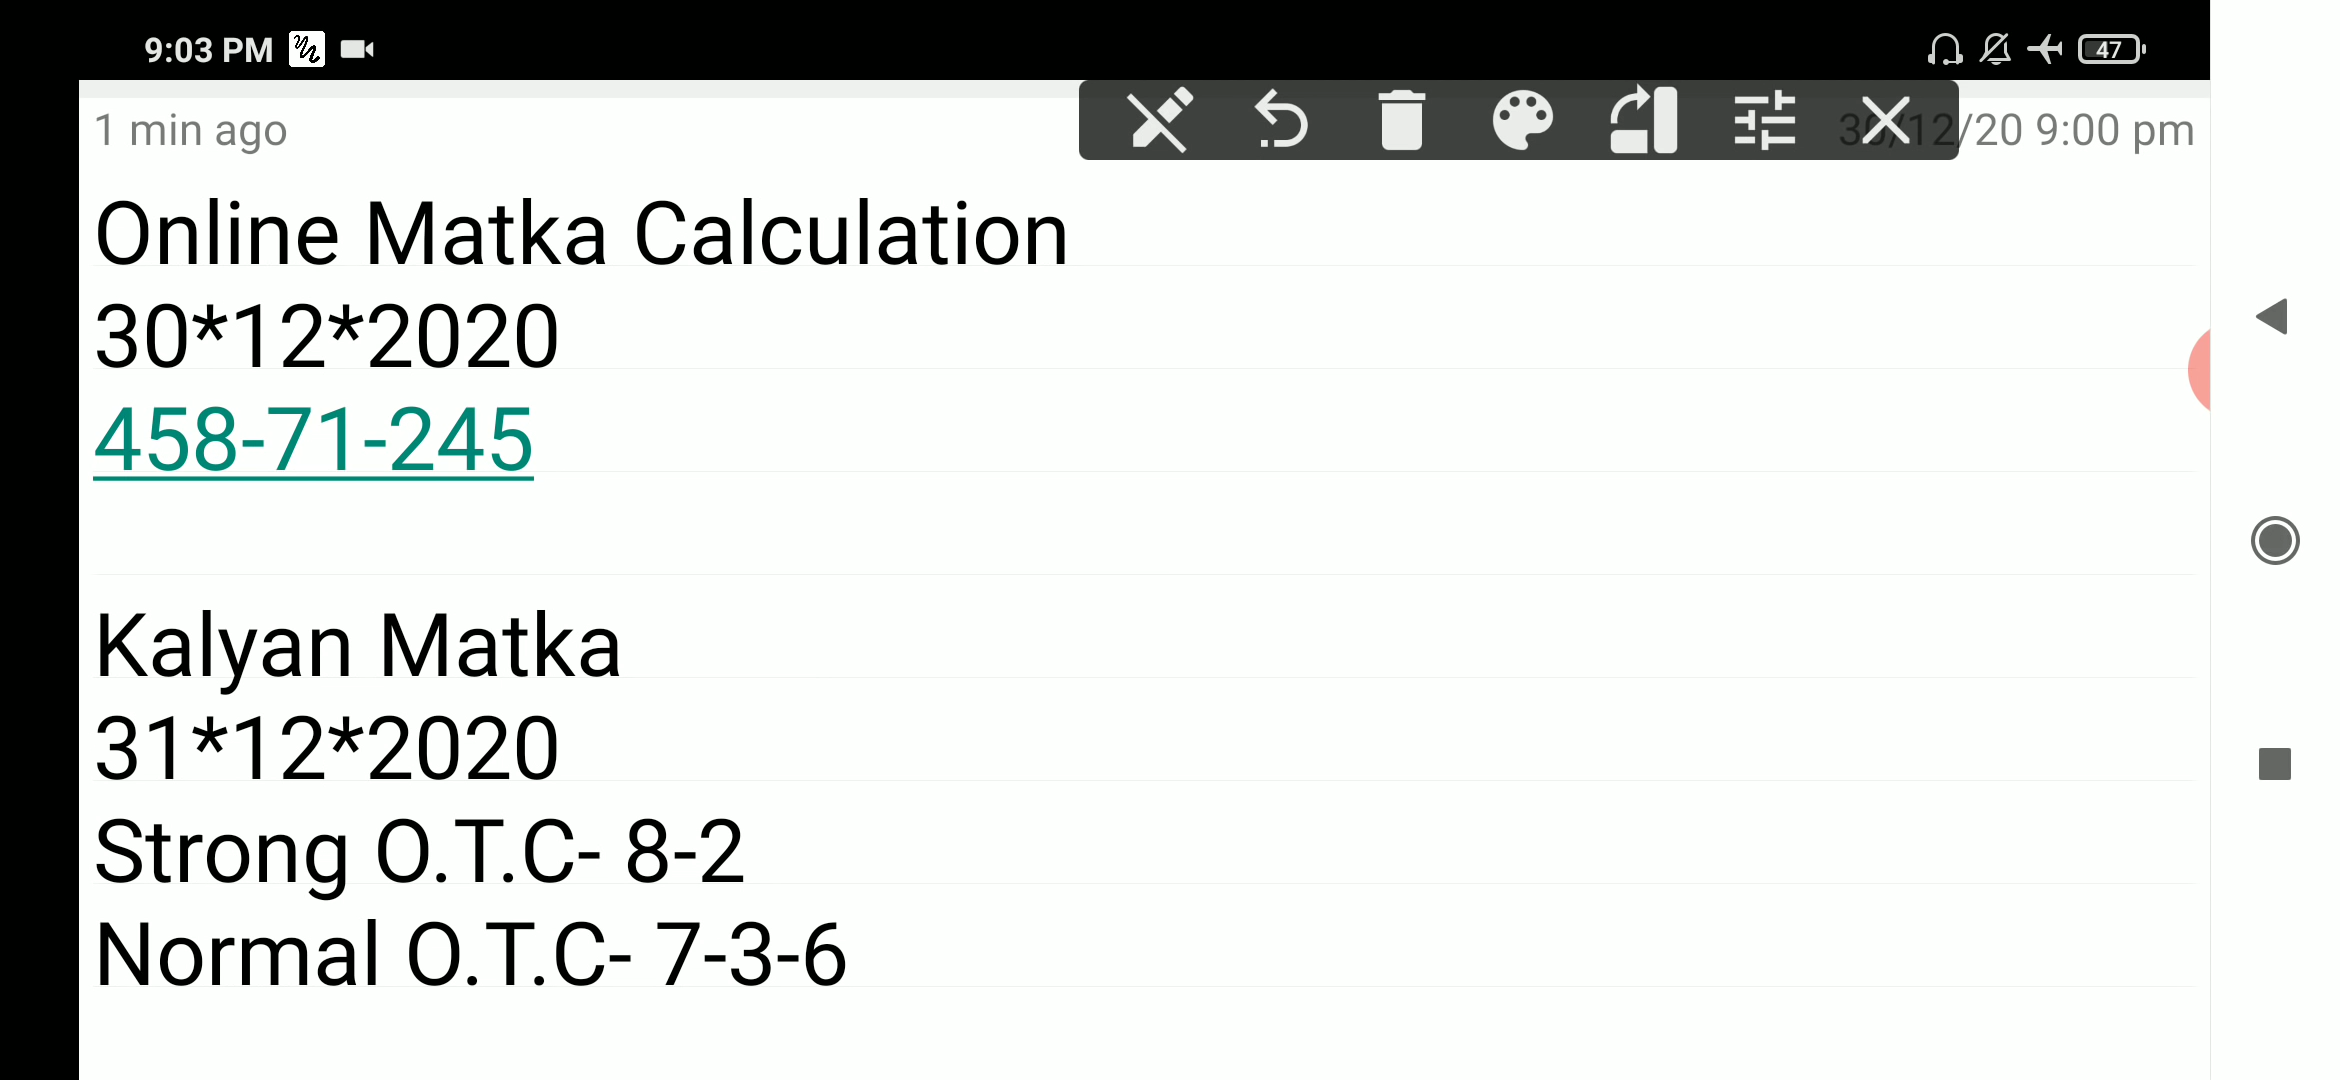 9:03 PM
47
1 min ago
30/12/20 9:00 pm
Online Matka Calculation
30*12*2020
458-71-245
Kalyan Matka
31*12*2020
Strong O.T.C- 8-2
Normal O.T.C- 7-3-6